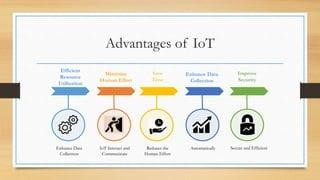 Advantages of IoT
Efficient
Resource
Utilization
Minimize
Human Effort
Save
Time
Enhance Data
Collection
Improve
Security
Enhance Data
Collection
IoT Interact and
Communicate
Reduces the
Human Effort
Automatically
Secure and Efficient